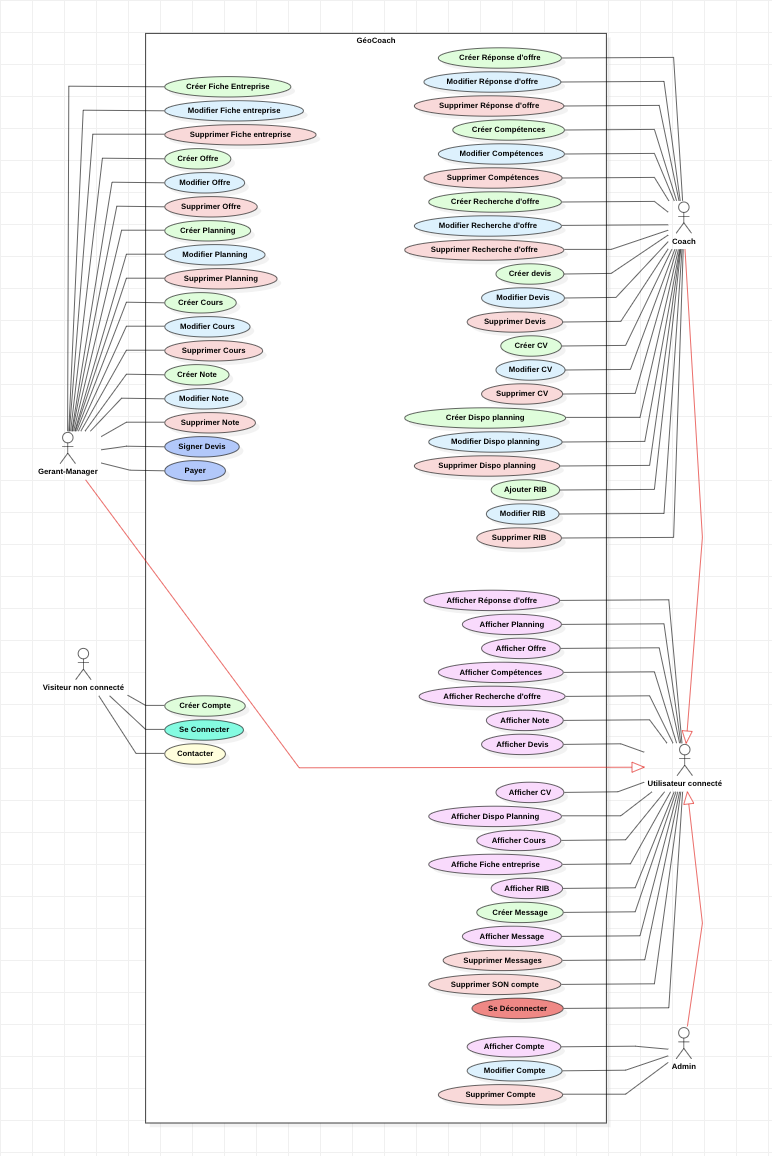 GéoCoach
Créer Fiche Entreprise
Modifier Fiche entreprise
Supprimer Fiche entreprise
Créer Offre
Modifier Offre
Supprimer Offre
Créer Planning
Modifier Planning
Supprimer Planning
Créer Cours
Modifier Cours
Supprimer Cours
Créer Note
Modifier Note
Supprimer Note
Signer Devis
Payer
Gerant-Manager
Visiteur non connecté
Créer Compte
Se Connecter
Contacter
Créer Réponse d'offre
Modifier Réponse d'offre
Supprimer Réponse d'offre
Créer Compétences
Modifier Compétences
Supprimer Compétences
Créer Recherche d'offre
Modifier Recherche d'offre
Supprimer Recherche d'offre
Créer devis
Modifier Devis
Supprimer Devis
Créer CV
Modifier CV
Supprimer CV
Créer Dispo planning
Modifier Dispo planning
Supprimer Dispo planning
Ajouter RIB
Modifier RIB
Supprimer RIB
Coach
Afficher Réponse d'offre
Afficher Planning
Afficher Offre
Afficher Compétences
Afficher Recherche d'offre
Afficher Note
Afficher Devis
Utilisateur connecté
Afficher CV
Afficher Dispo Planning
Afficher Cours
Affiche Fiche entreprise
Afficher RIB
Créer Message
Afficher Message
Supprimer Messages
Supprimer SON compte
Se Déconnecter
Afficher Compte
Modifier Compte
Supprimer Compte
Admin